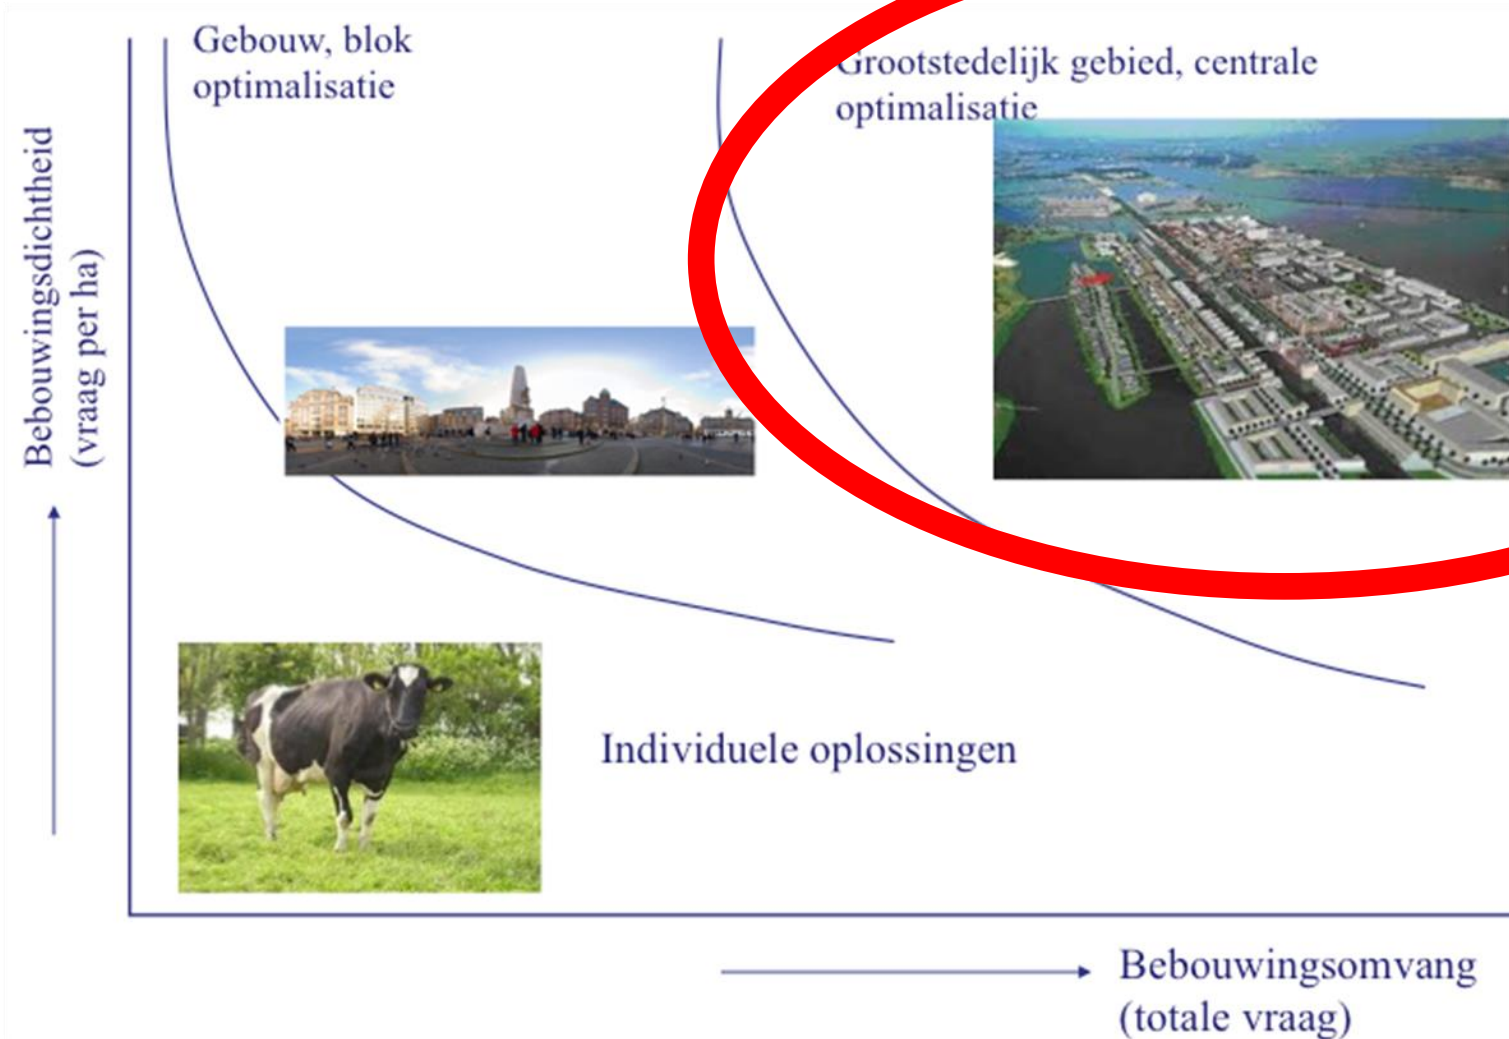 Gebouw, blok
optimalisatie
Grootstedelijk gebied, centrale
optimalisatie
Bebouwingsdichtheid
(vraag per ha)
Individuele oplossingen
Bebouwingsomvang
(totale vraag)